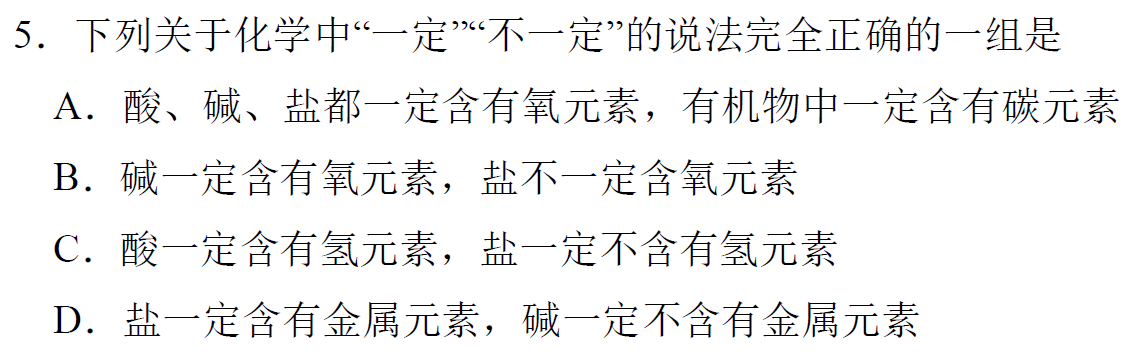 5．下列关于化学中“一定”“不一定”的说法完全正确的一组是
A．酸、碱、盐都一定含有氧元素，有机物中一定含有碳元素
B．碱一定含有氧元素，盐不一定含氧元素
C．酸一定含有氢元素，盐一定不含有氢元素
D．盐一定含有金属元素，碱一定不含有金属元素